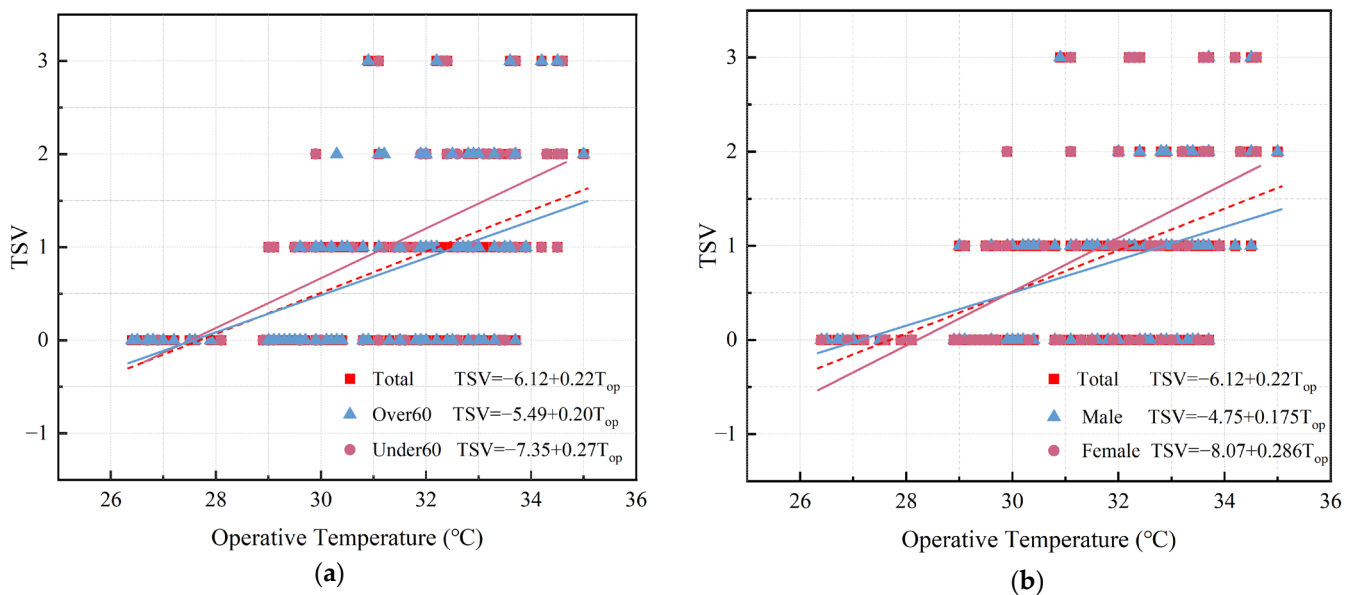 TSV
3
2
1
0
−1
Total TSV=−6.12+0.22Top
Over60 TSV=−5.49+0.20Top
Under60 TSV=−7.35+0.27Top
26 28 30 32 34 36
Operative Temperature (℃)
(a)
TSV
3
2
1
0
−1
Total TSV=−6.12+0.22Top
Male TSV=−4.75+0.175Top
Female TSV=−8.07+0.286Top
26 28 30 32 34 36
Operative Temperature (℃)
(b)